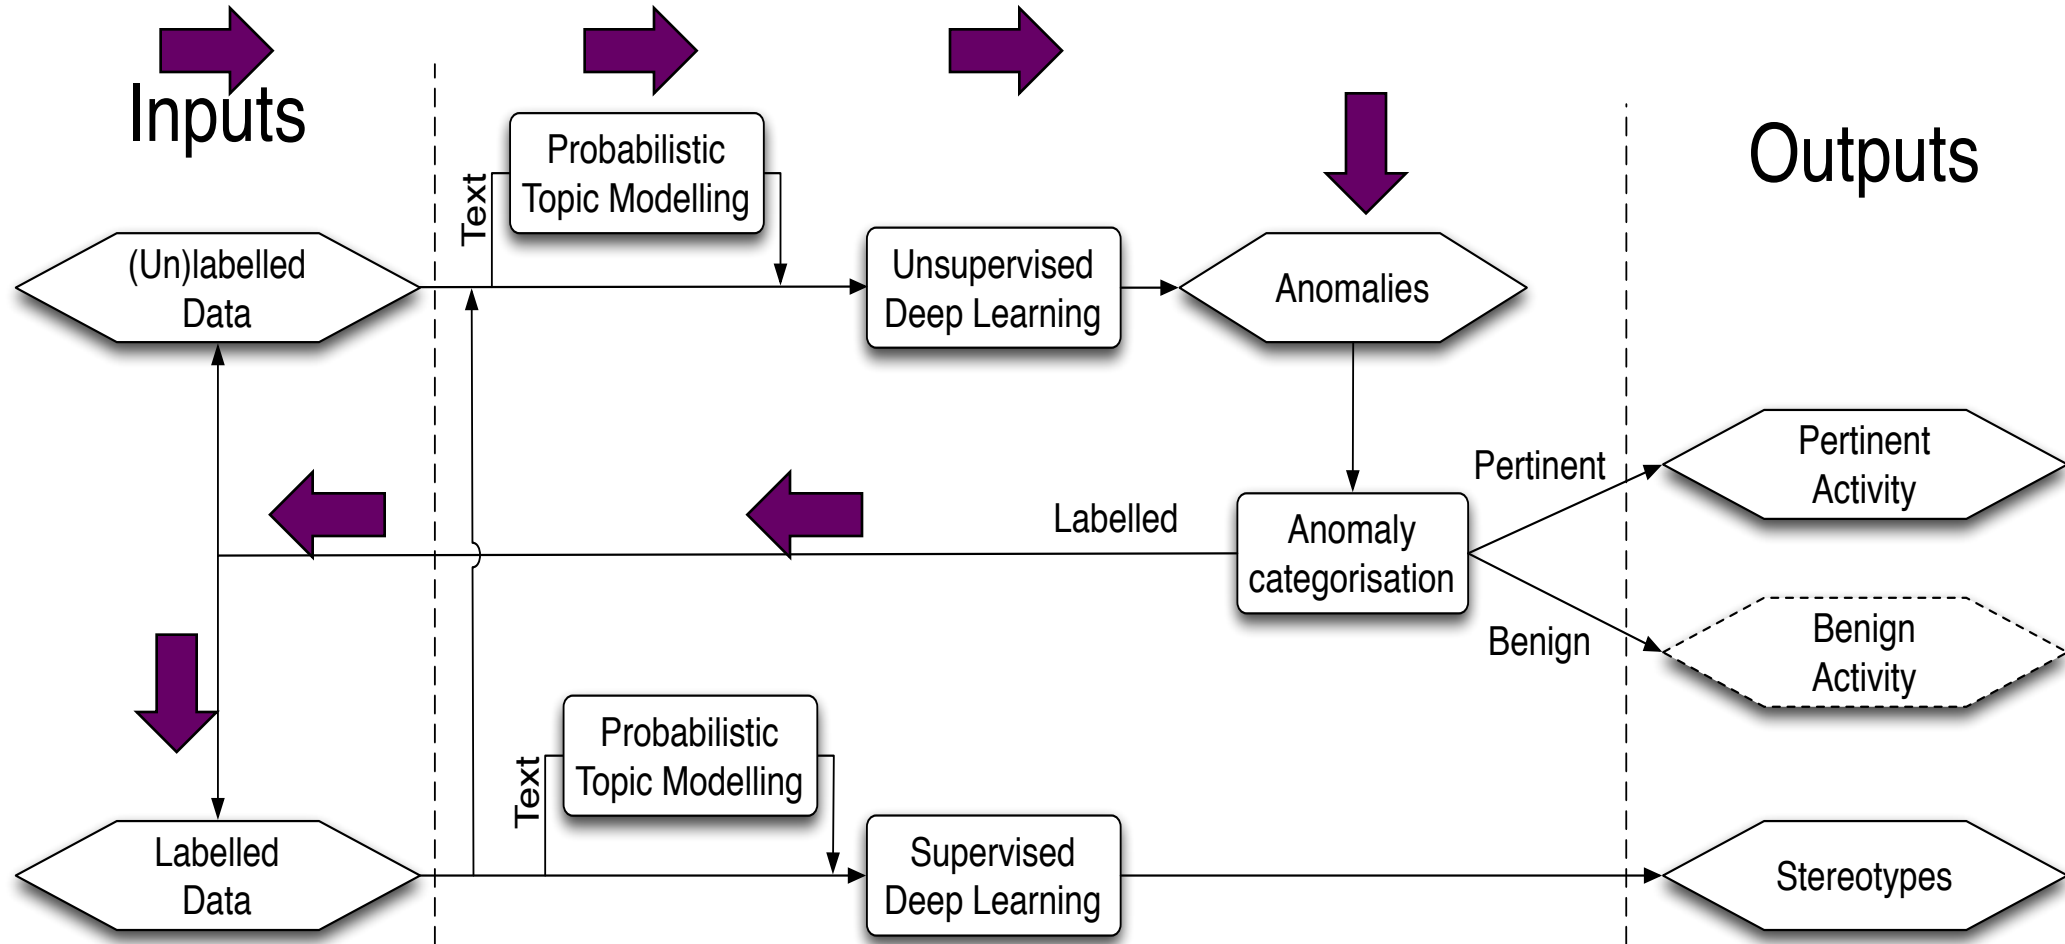 Inputs
Outputs
Text
Probabilistic
Topic Modelling
(Un)labelled
Data
Unsupervised
Deep Learning
Anomalies
Pertinent
Pertinent
Activity
Labelled
Anomaly
categorisation
Benign
Benign
Activity
Text
Probabilistic
Topic Modelling
Labelled
Data
Supervised
Deep Learning
Stereotypes